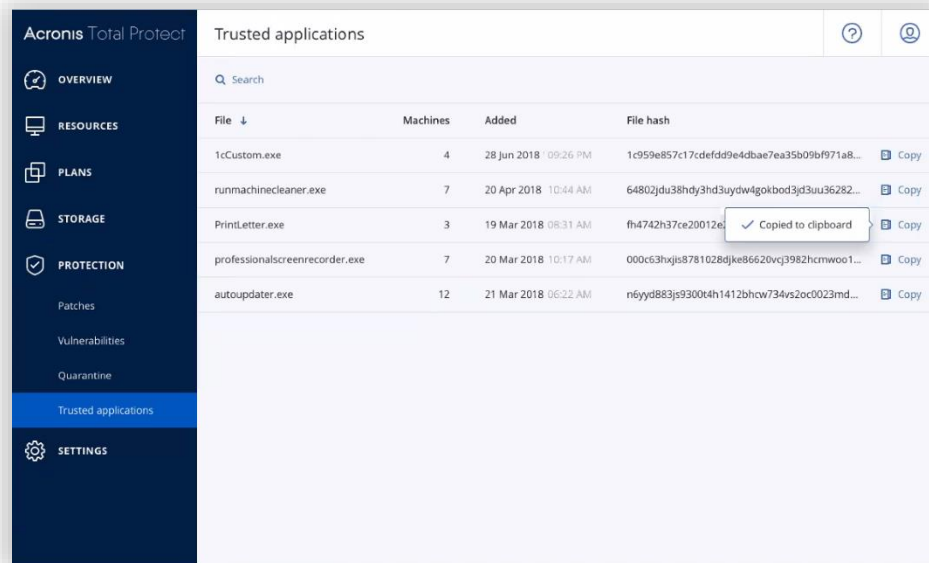 Acronis Total Protect
Trusted applications
OVERVIEW
Search
RESOURCES
File Machines Added File hash
1cCustom.exe 4 28 Jun 2018 09:26 PM 1c959e857c17cdefdd9e4dbae7ea35b09bf971a8... Copy
PLANS
runmachinecleaner.exe 7 20 Apr 2018 10:44 AM 64802jdu38hdy3hd3uydw4gokbod3jd3uu36282... Copy
STORAGE
PrintLetter.exe 3 19 Mar 2018 08:31 AM fh4742h37ce20012e Copied to clipboard Copy
PROTECTION
professionalscreenrecorder.exe 7 20 Mar 2018 10:17 AM 000c63hxjis8781028djke86620vcj3982hcmwoo1... Copy
autoupdater.exe 12 21 Mar 2018 06:22 AM n6yyd883js9300t4h1412bhcw734vs2oc0023md... Copy
Patches
Vulnerabilities
Quarantine
Trusted applications
SETTINGS